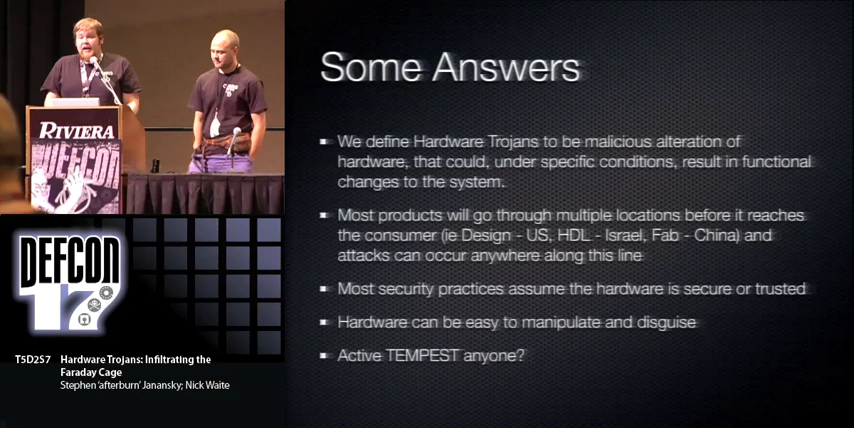 RIVIERA
DEFCON
DEFCON
17
T5D2S7 Hardware Trojans: Infiltrating the
Faraday Cage
Stephen 'afterburn' Janansky; Nick Waite
Some Answers
We define Hardware Trojans to be malicious alteration of
hardware, that could, under specific conditions, result in functional
changes to the system.
Most products will go through multiple locations before it reaches
the consumer (ie Design - US, HDL - Israel, Fab - China) and
attacks can occur anywhere along this line
Most security practices assume the hardware is secure or trusted
Hardware can be easy to manipulate and disguise
Active TEMPEST anyone?